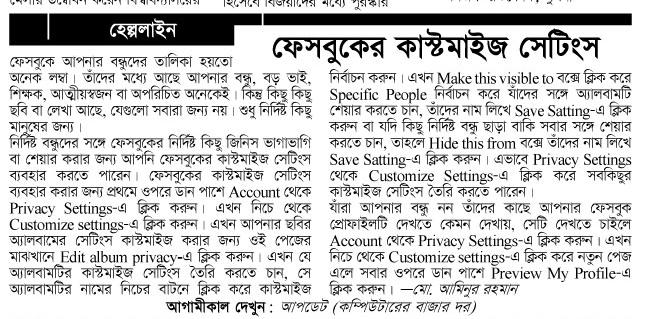 হেল্পলাইন
ফেসবুকের কাস্টমাইজ সেটিংস
ফেসবুকে আপনার বন্ধুদের তালিকা হয়তো
অনেক লম্বা। তাঁদের মধ্যে আছে আপনার বন্ধু, বড় ভাই,
শিক্ষক, আত্মীয়স্বজন বা অপরিচিত অনেকেই। কিন্তু কিছু কিছু
ছবি বা লেখা আছে, যেগুলো সবারা জন্য নয়। শুধু নির্দিষ্ট কিছু
মানুষের জন্য।
নির্দিষ্ট বন্ধুদের সঙ্গে ফেসবুকের নির্দিষ্ট কিছু জিনিস ভাগাভাগি
বা শেয়ার করার জন্য আপনি ফেসবুকের কাস্টমাইজ সেটিংস
ব্যবহার করতে পারেন। ফেসবুকের কাস্টমাইজ সেটিংস
ব্যবহার করার জন্য প্রথমে ওপরে ডান পাশে Account থেকে
Privacy Settings-এ ক্লিক করুন। এখন নিচে থেকে
Customize settings-এ ক্লিক করুন। এখন আপনার ছবির
অ্যালবামের সেটিংস কাস্টমাইজ করার জন্য ওই পেজের
মাঝখানে Edit album privacy-এ ক্লিক করুন। এখন যে
অ্যালবামটির কাস্টমাইজ সেটিংস তৈরি করতে চান, সে
অ্যালবামটির নামের নিচের বাটনে ক্লিক করে কাস্টমাইজ
নির্বাচন করুন। এখন Make this visible to বক্সে ক্লিক করে
Specific People নির্বাচন করে যাঁদের সঙ্গে অ্যালবামটি
শেয়ার করতে চান, তাঁদের নাম লিখে Save Satting-এ ক্লিক
করুন বা যদি কিছু নির্দিষ্ট বন্ধু ছাড়া বাকি সবার সঙ্গে শেয়ার
করতে চান, তাহলে Hide this from বক্সে তাঁদের নাম লিখে
Save Satting-এ ক্লিক করুন। এভাবে Privacy Settings
থেকে Customize Settings-এ ক্লিক করে সবকিছুর
কাস্টমাইজ সেটিংস তৈরি করতে পারেন।
যাঁরা আপনার বন্ধু নন তাঁদের কাছে আপনার ফেসবুক
প্রোফাইলটি দেখতে কেমন দেখায়, সেটি দেখতে চাইলে
Account থেকে Privacy Settings-এ ক্লিক করুন। এখন
নিচে থেকে Customize settings-এ ক্লিক করে নতুন পেজ
এলে সবার ওপরে ডান পাশে Preview My Profile-এ
ক্লিক করুন। —মো. আমিনুর রহমান
আগামীকাল দেখুন : আপডেট (কম্পিউটারের বাজার দর)